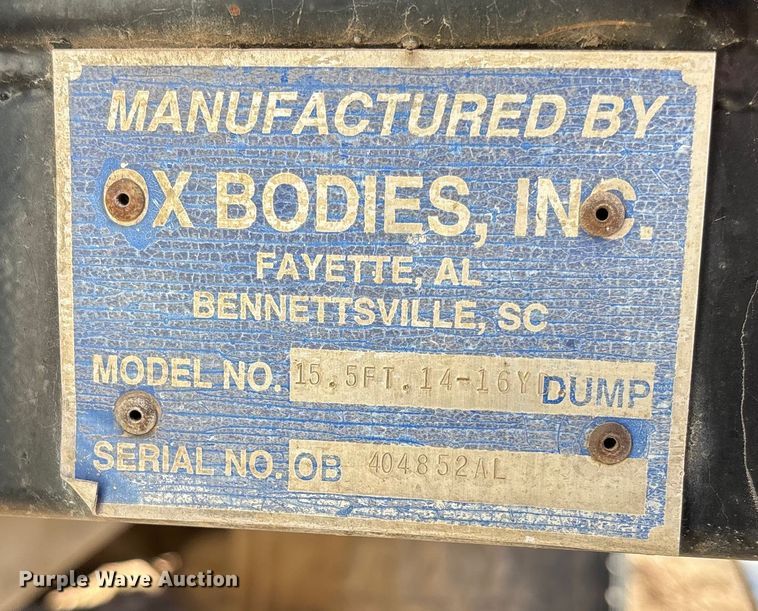 MANUFACTURED BY
OX BODIES, INC.
FAYETTE, AL
BENNETTSVILLE, SC
MODEL NO. 15.5FT.14-16Y DUMP
SERIAL NO. OB 404852AL
Purple Wave Auction